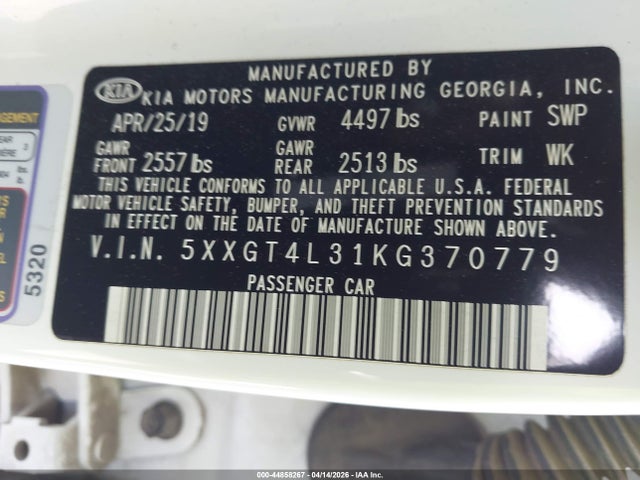 MANUFACTURED BY
KIA KIA MOTORS MANUFACTURING GEORGIA, INC.
APR/25/19 GVWR 4497 lbs PAINT SWP
GAWR FRONT 2557 lbs GAWR REAR 2513 lbs TRIM WK
THIS VEHICLE CONFORMS TO ALL APPLICABLE U.S.A. FEDERAL
MOTOR VEHICLE SAFETY, BUMPER, AND THEFT PREVENTION STANDARDS
IN EFFECT ON THE DATE OF MANUFACTURE SHOWN ABOVE.
V.I.N. 5XXGT4L31KG370779
PASSENGER CAR
5320
000-44858267 - 04/14/2026 - IAA Inc.